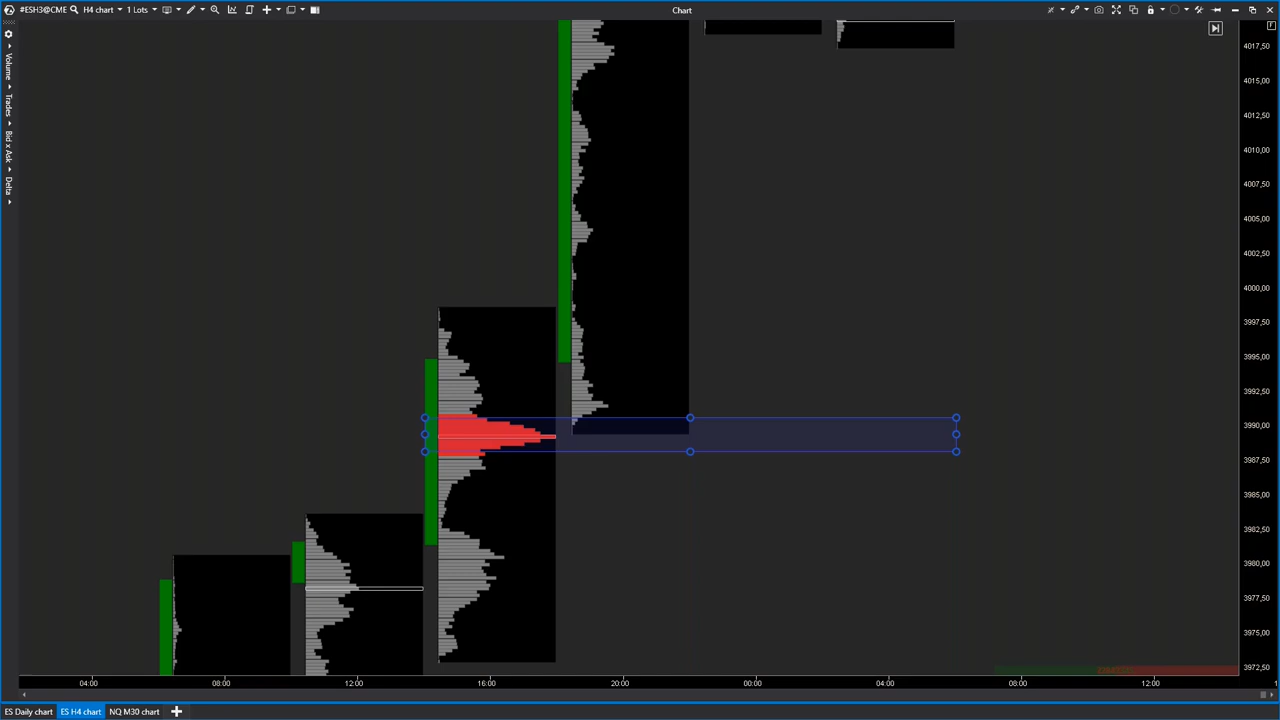 #ESH3@CME H4 chart 1 Lots Chart
Volume
Trades
Bid x Ask
Delta
F
4017,50
4015,00
4012,50
4010,00
4007,50
4005,00
4002,50
4000,00
3997,50
3995,00
3992,50
3990,00
3987,50
3985,00
3982,50
3980,00
3977,50
3975,00
3972,50
04:00 08:00 12:00 16:00 20:00 00:00 04:00 08:00 12:00
ES Daily chart ES H4 chart NQ M30 chart